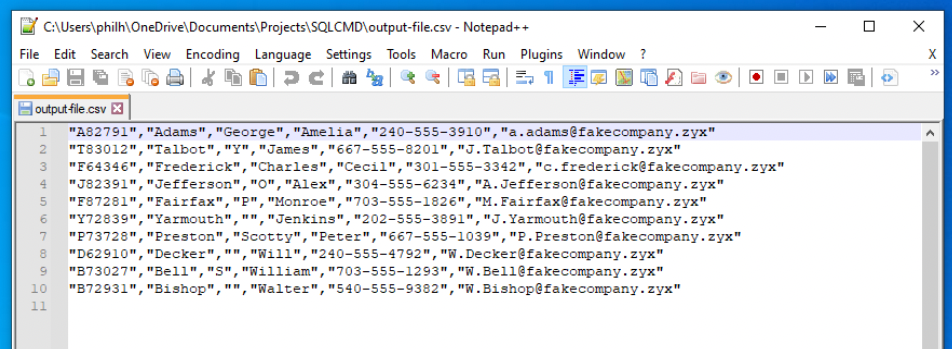 C:\Users\philh\OneDrive\Documents\Projects\SQLCMD\output-file.csv - Notepad++
File Edit Search View Encoding Language Settings Tools Macro Run Plugins Window ? X
output-file.csv
1 "A82791","Adams","George","Amelia","240-555-3910","a.adams@fakecompany.zyx"
2 "T83012","Talbot","Y","James","667-555-8201","J.Talbot@fakecompany.zyx"
3 "F64346","Frederick","Charles","Cecil","301-555-3342","c.frederick@fakecompany.zyx"
4 "J82391","Jefferson","O","Alex","304-555-6234","A.Jefferson@fakecompany.zyx"
5 "F87281","Fairfax","P","Monroe","703-555-1826","M.Fairfax@fakecompany.zyx"
6 "Y72839","Yarmouth","","Jenkins","202-555-3891","J.Yarmouth@fakecompany.zyx"
7 "P73728","Preston","Scotty","Peter","667-555-1039","P.Preston@fakecompany.zyx"
8 "D62910","Decker","","Will","240-555-4792","W.Decker@fakecompany.zyx"
9 "B73027","Bell","S","William","703-555-1293","W.Bell@fakecompany.zyx"
10 "B72931","Bishop","","Walter","540-555-9382","W.Bishop@fakecompany.zyx"
11